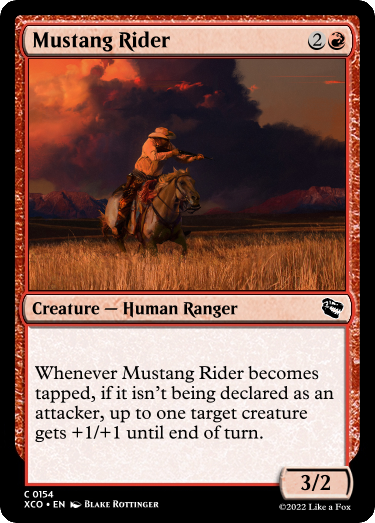 Mustang Rider 2
Creature — Human Ranger
Whenever Mustang Rider becomes
tapped, if it isn't being declared as an
attacker, up to one target creature
gets +1/+1 until end of turn.
3/2
C 0154
XCO • EN Blake Rottinger
©2022 Like a Fox